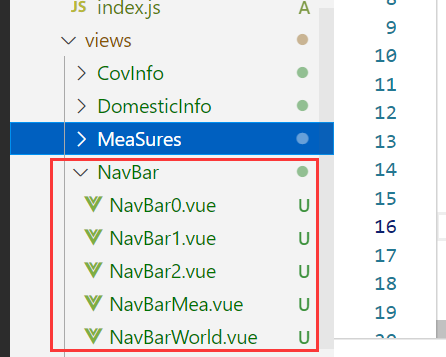 JS index.js A
views
CovInfo
DomesticInfo
MeaSures
NavBar
NavBar0.vue U
NavBar1.vue U
NavBar2.vue U
NavBarMea.vue U
NavBarWorld.vue U
9
10
11
12
13
14
15
16
17
18
19